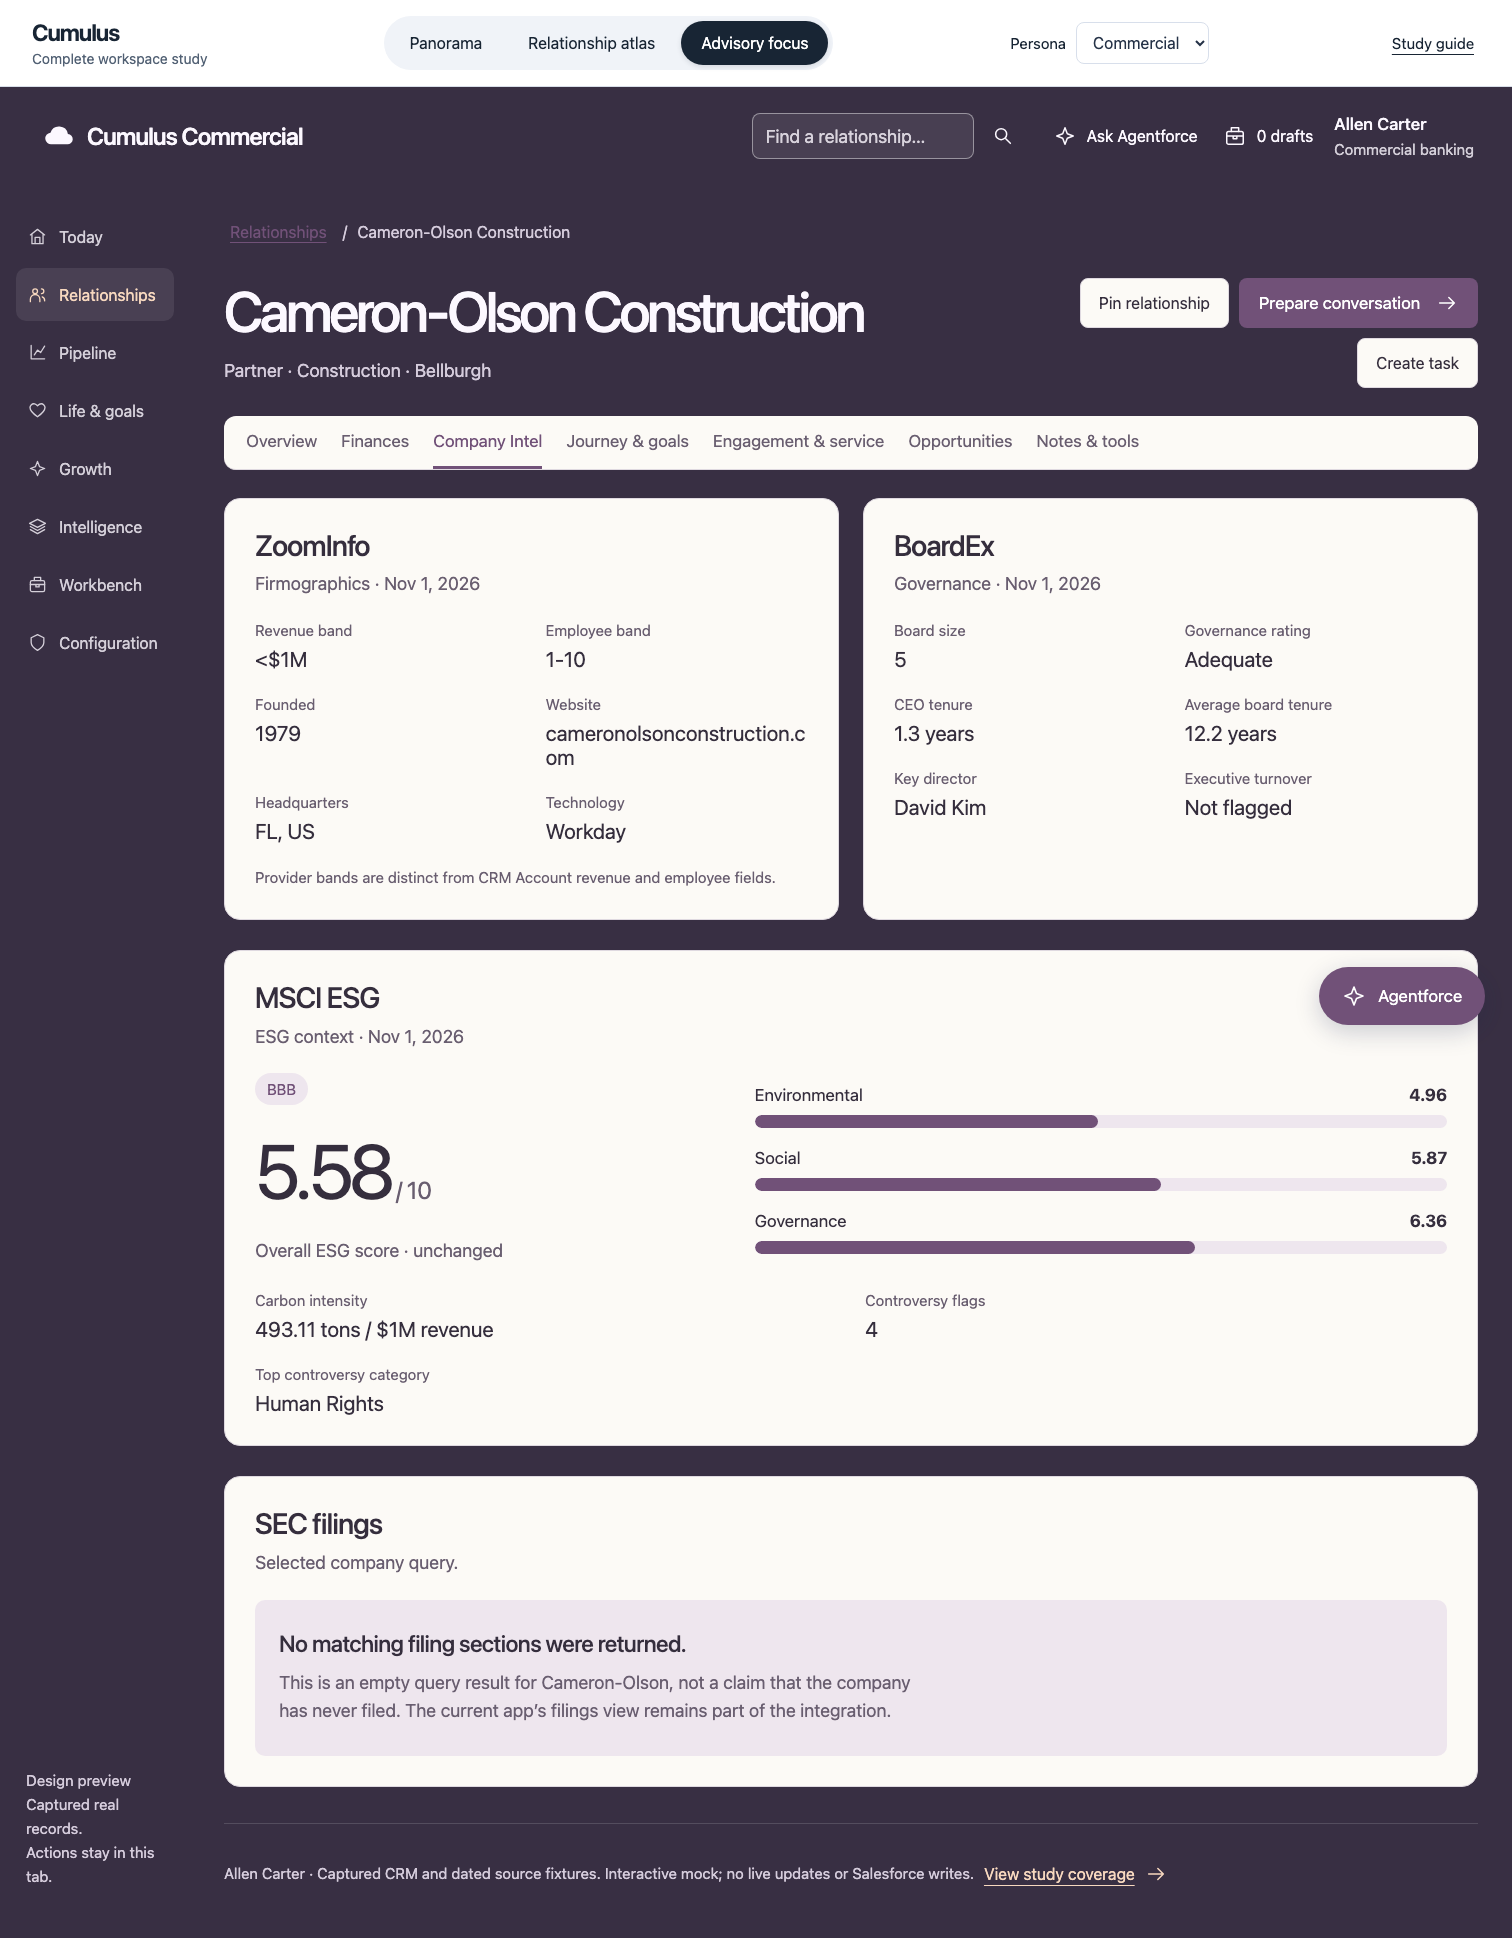 Cumulus
Complete workspace study
Panorama
Relationship atlas
Advisory focus
Persona
Commercial
Study guide
Cumulus Commercial
Find a relationship...
Ask Agentforce
0 drafts
Allen Carter
Commercial banking
Today
Relationships
Pipeline
Life & goals
Growth
Intelligence
Workbench
Configuration
Relationships / Cameron-Olson Construction
Cameron-Olson Construction
Partner · Construction · Bellburgh
Pin relationship
Prepare conversation
Create task
Overview
Finances
Company Intel
Journey & goals
Engagement & service
Opportunities
Notes & tools
ZoomInfo
Firmographics · Nov 1, 2026
Revenue band
<$1M
Employee band
1-10
Founded
1979
Website
cameronolsonconstruction.c
om
Headquarters
FL, US
Technology
Workday
Provider bands are distinct from CRM Account revenue and employee fields.
BoardEx
Governance · Nov 1, 2026
Board size
5
Governance rating
Adequate
CEO tenure
1.3 years
Average board tenure
12.2 years
Key director
David Kim
Executive turnover
Not flagged
MSCI ESG
ESG context · Nov 1, 2026
Agentforce
BBB
5.58 / 10
Overall ESG score · unchanged
Environmental
4.96
Social
5.87
Governance
6.36
Carbon intensity
493.11 tons / $1M revenue
Controversy flags
4
Top controversy category
Human Rights
SEC filings
Selected company query.
No matching filing sections were returned.
This is an empty query result for Cameron-Olson, not a claim that the company
has never filed. The current app’s filings view remains part of the integration.
Design preview
Captured real
records.
Actions stay in this
tab.
Allen Carter · Captured CRM and dated source fixtures. Interactive mock; no live updates or Salesforce writes.
View study coverage